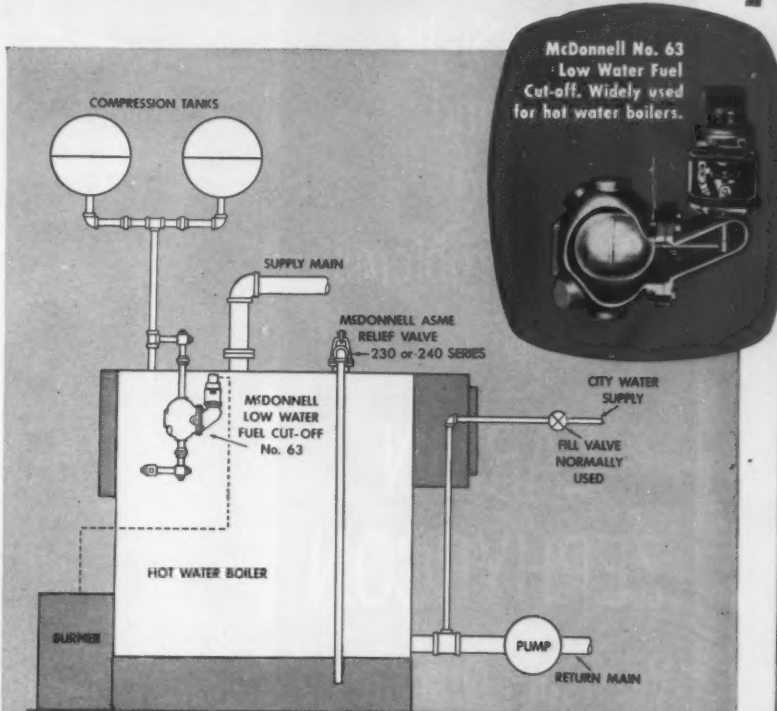 McDonnell No. 63
Low Water Fuel
Cut-off. Widely used
for hot water boilers.
COMPRESSION TANKS
SUPPLY MAIN
MCDONNELL ASME
RELIEF VALVE
230 or 240 SERIES
CITY WATER
SUPPLY
MCDONNELL
LOW WATER
FUEL CUT-OFF
No. 63
FILL VALVE
NORMALLY
USED
HOT WATER BOILER
BURNER
PUMP
RETURN MAIN